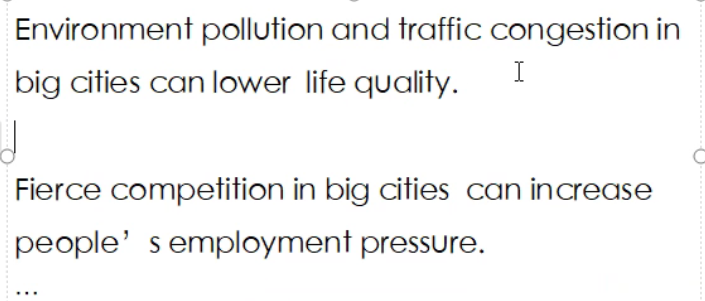 Environment pollution and traffic congestion in
big cities can lower life quality.
Fierce competition in big cities can increase
people’ s employment pressure.
...